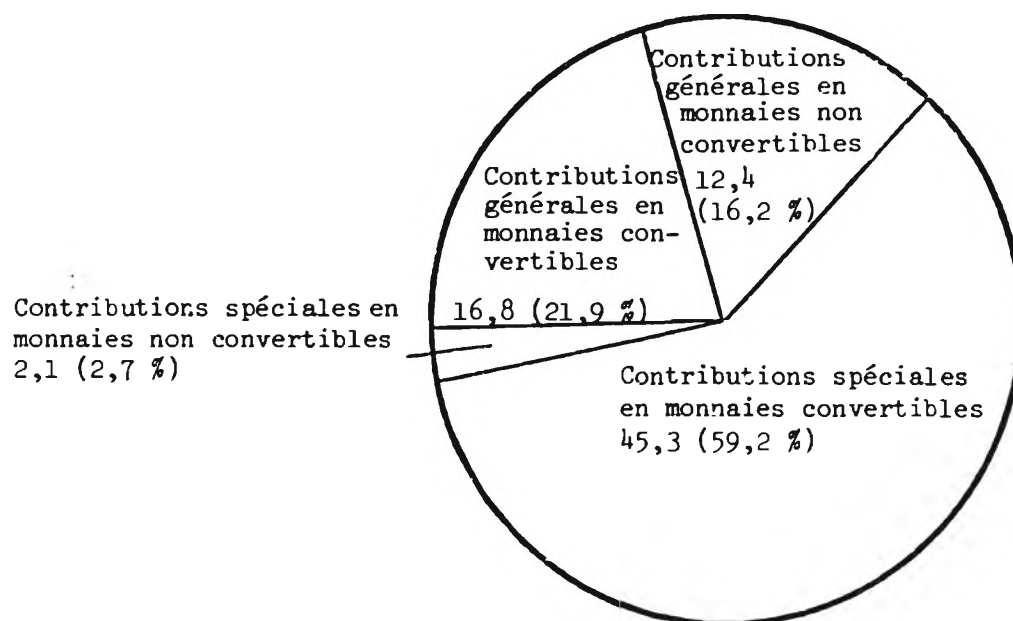 Contributions
générales en
monnaies non
convertibles
12,4
(16,2 %)
Contributions
générales en
monnaies con-
vertibles
16,8 (21,9 %)
Contributions spéciales en
monnaies non convertibles
2,1 (2,7 %)
Contributions spéciales
en monnaies convertibles
45,3 (59,2 %)